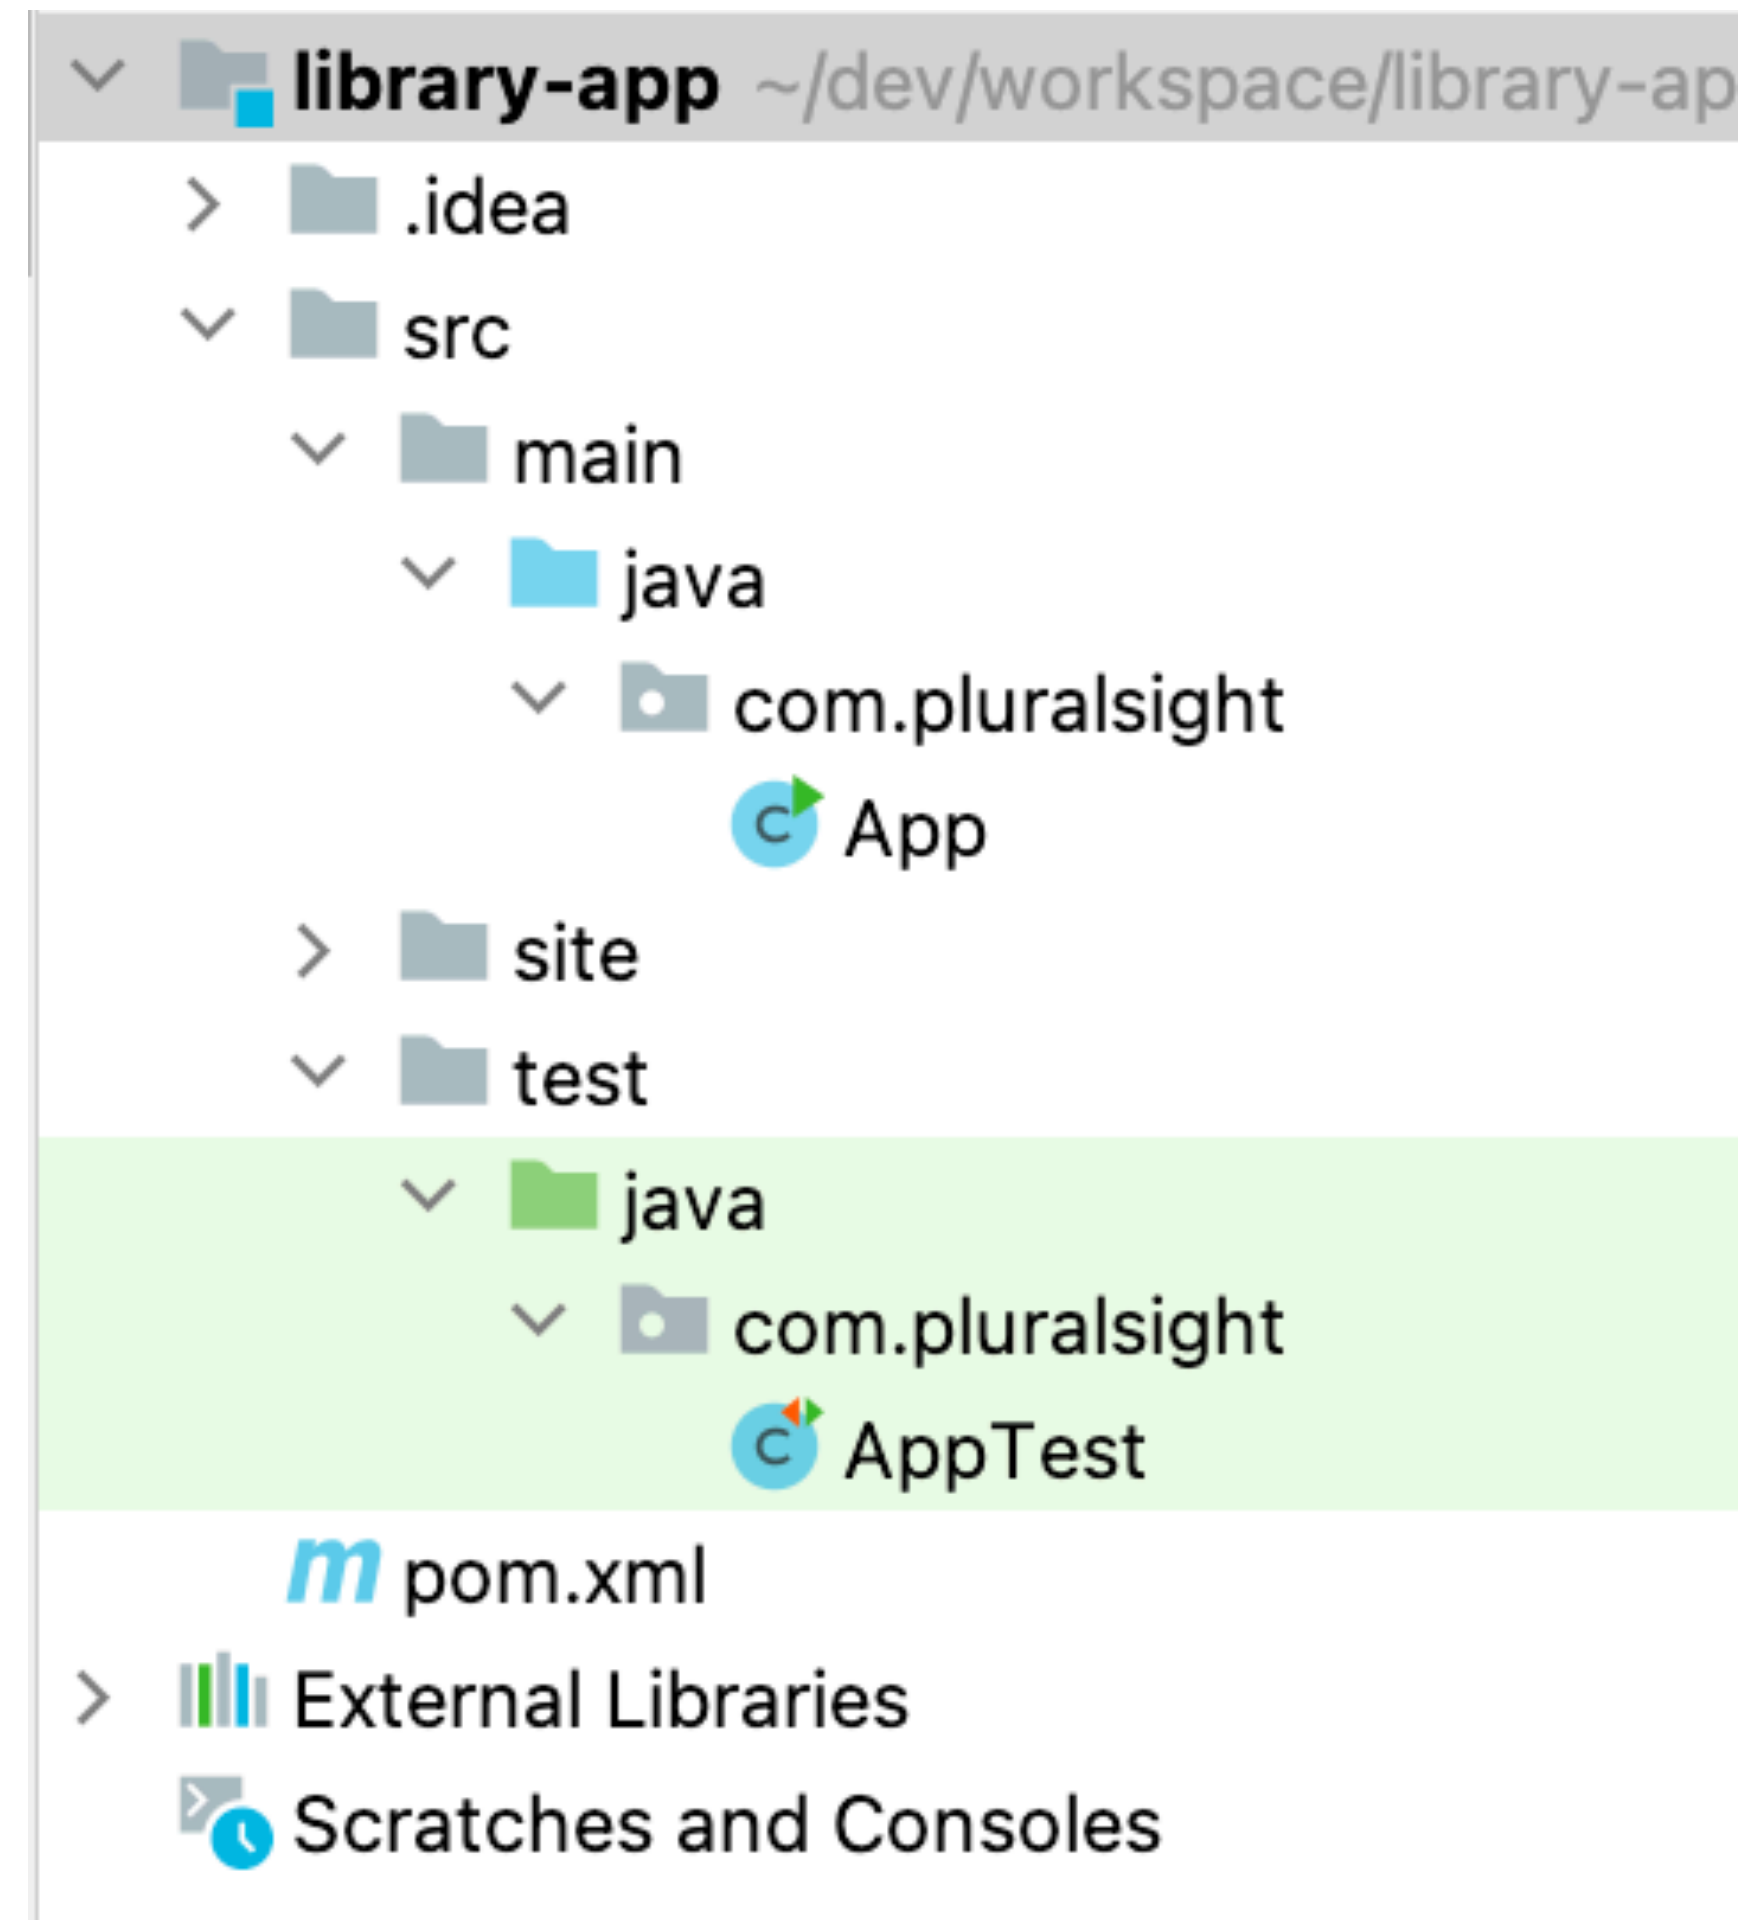 library-app ~/dev/workspace/library-ap
.idea
src
main
java
com.pluralsight
App
site
test
java
com.pluralsight
AppTest
pom.xml
External Libraries
Scratches and Consoles